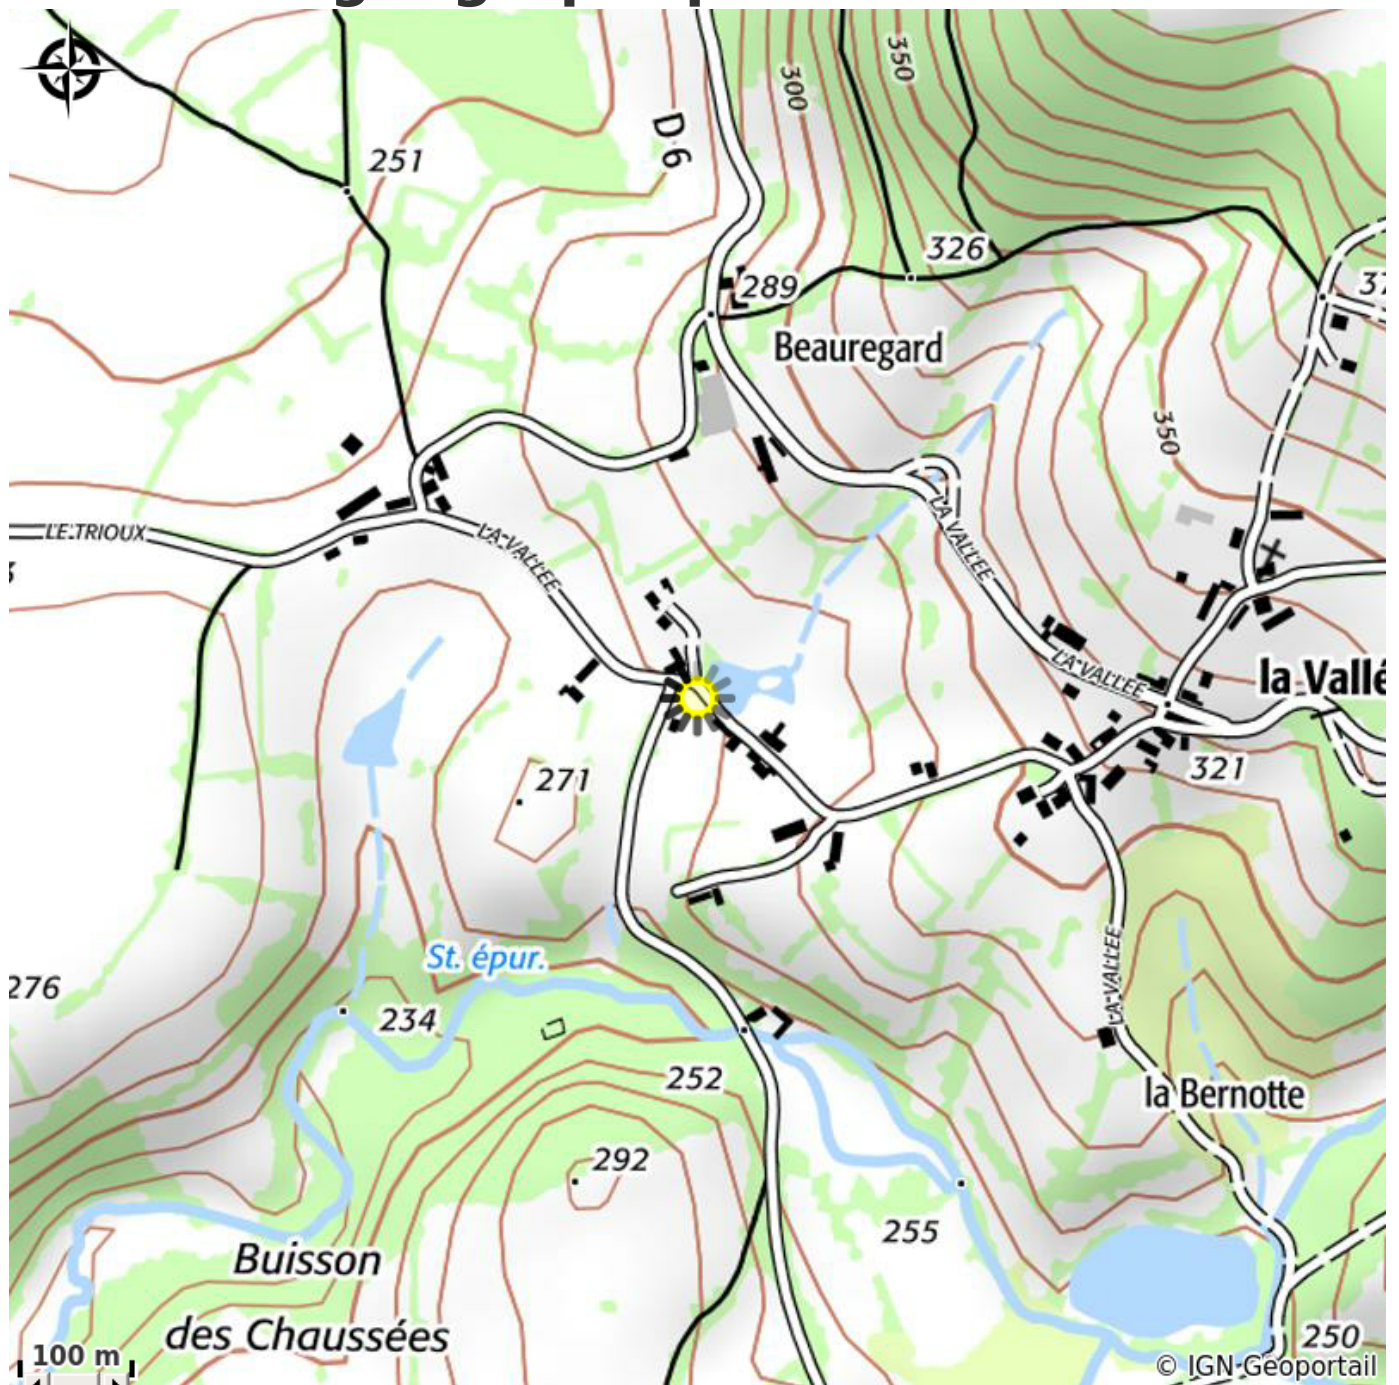 D 6
300
350
251
326
289
37
Beauregard
350
LE TRIOUX
LA VALLEE
LA VALLEE
LA VALLEE
la Vallé
321
271
St. épur.
276
234
LA VALLEE
252
la Bernotte
292
255
Buisson
des Chaussées
250
100 m
© IGN Geoportail